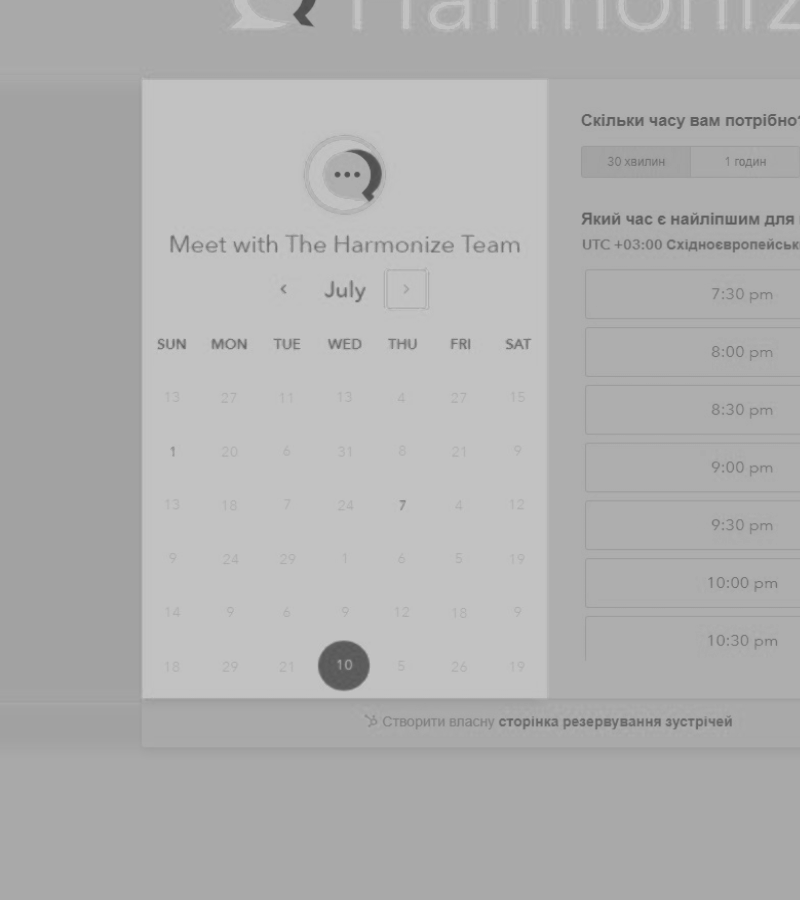 Harmoniz
Meet with The Harmonize Team
‹ July ›
SUN MON TUE WED THU FRI SAT
13 27 11 13 4 27 15
1 20 6 31 8 21 9
13 18 7 24 7 4 12
9 24 29 1 6 5 19
14 9 6 9 12 18 9
18 29 21 10 5 26 19
Скільки часу вам потрібно?
30 хвилин 1 годин
Який час є найліпшим для
UTC +03:00 Східноєвропейськ
7:30 pm
8:00 pm
8:30 pm
9:00 pm
9:30 pm
10:00 pm
10:30 pm
Створити власну сторінка резервування зустрічей